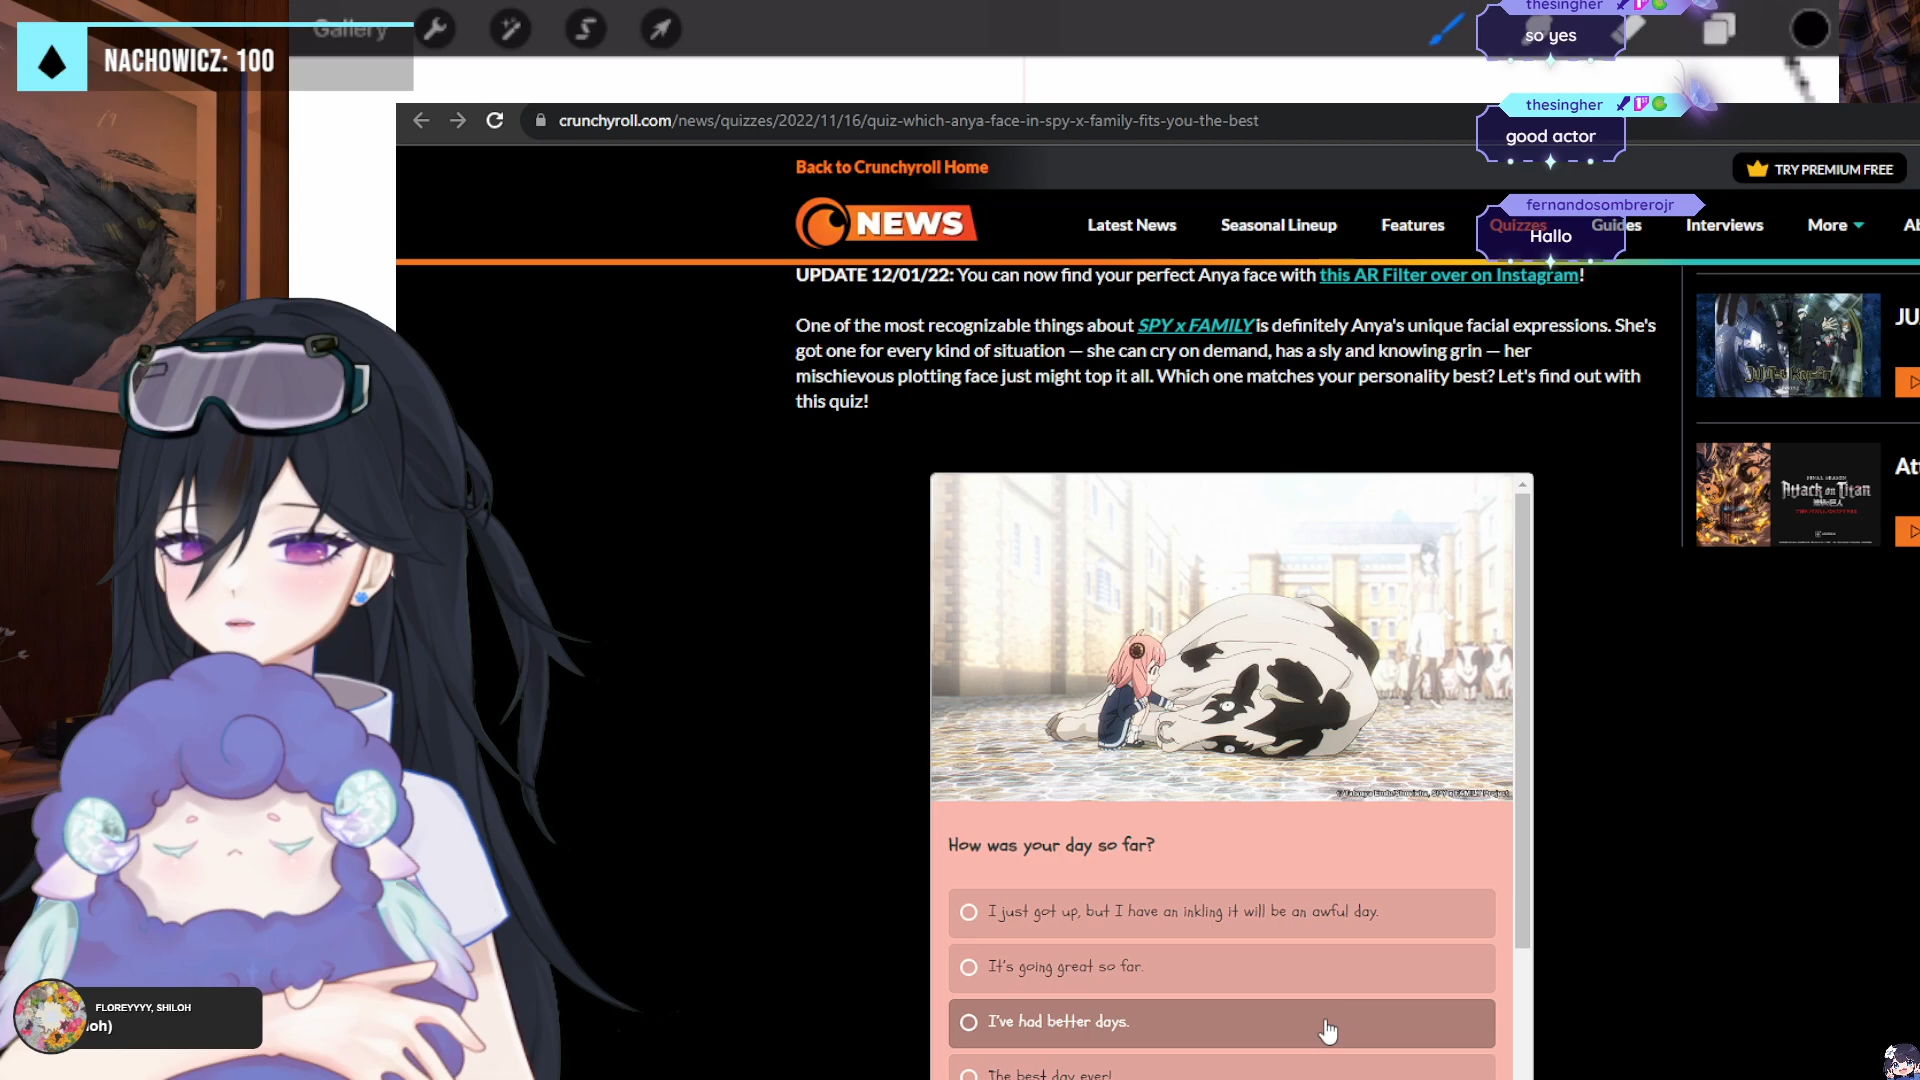 Gallery
NACHOWICZ: 100
thesingher
so yes
crunchyroll.com/news/quizzes/2022/11/16/quiz-which-anya-face-in-spy-x-family-fits-you-the-best
thesingher
good actor
Back to Crunchyroll Home
TRY PREMIUM FREE
fernandosombrerojr
Hallo
NEWS
Latest News
Seasonal Lineup
Features
Quizzes
Guides
Interviews
More
UPDATE 12/01/22: You can now find your perfect Anya face with this AR Filter over on Instagram!
One of the most recognizable things about SPY x FAMILY is definitely Anya's unique facial expressions. She's
got one for every kind of situation — she can cry on demand, has a sly and knowing grin — her
mischievous plotting face just might top it all. Which one matches your personality best? Let's find out with
this quiz!
JU
Attack on Titan
How was your day so far?
I just got up, but I have an inkling it will be an awful day.
It's going great so far.
I've had better days.
The best day ever!
FLOREYYYY, SHILOH
oh)